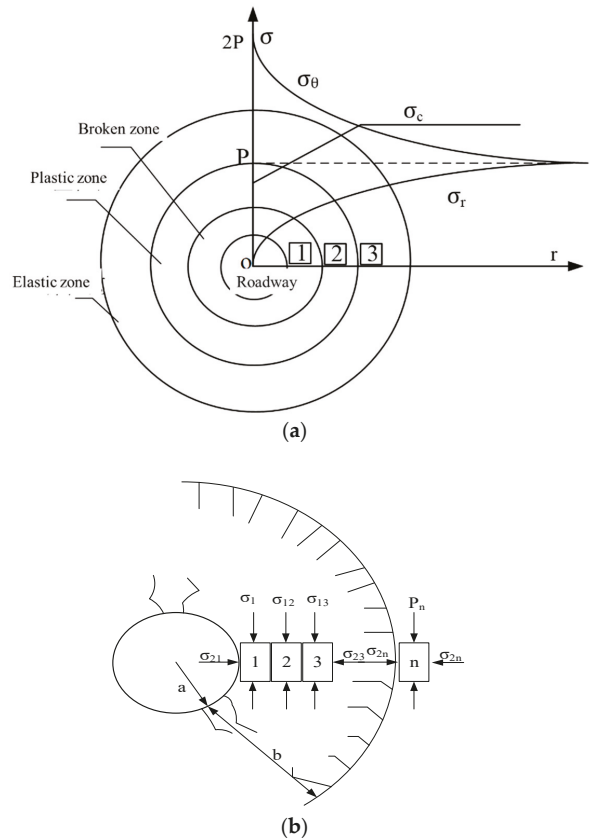 2P
σ
σθ
Broken zone
σc
Plastic zone
P
σr
1 2 3
o
r
Roadway
Elastic zone
(a)
σ1 σ12 σ13 Pn
σ21 1 2 3 σ23 σ2n n σ2n
a
b
(b)